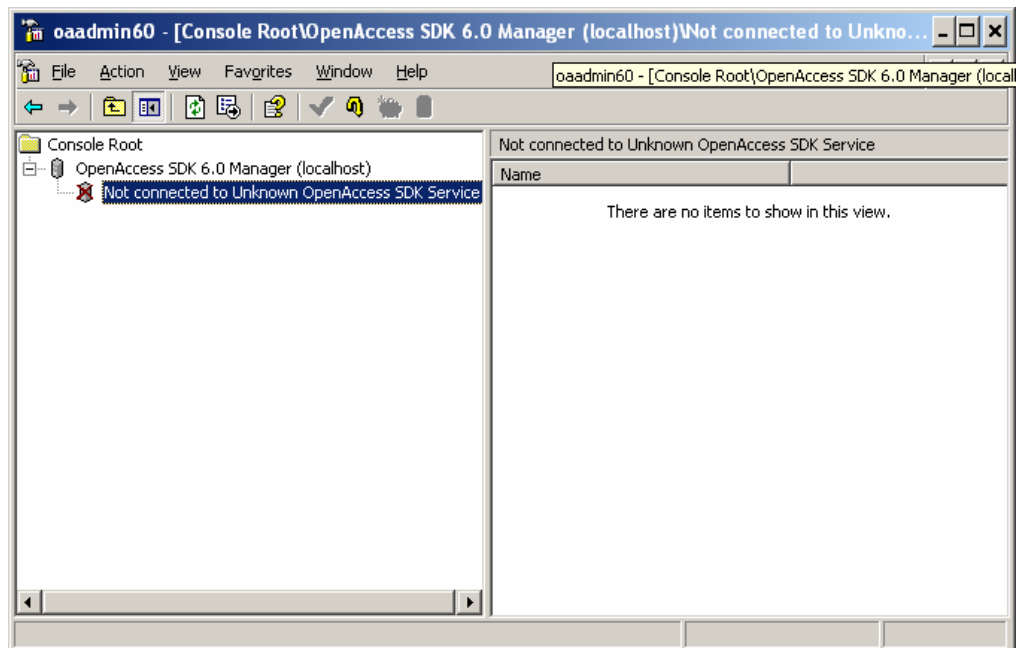 oaadmin60 - [Console Root\OpenAccess SDK 6.0 Manager (localhost)\Not connected to Unkno...
File Action View Favorites Window Help
oaadmin60 - [Console Root\OpenAccess SDK 6.0 Manager (local
Console Root
OpenAccess SDK 6.0 Manager (localhost)
Not connected to Unknown OpenAccess SDK Service
Not connected to Unknown OpenAccess SDK Service
Name
There are no items to show in this view.